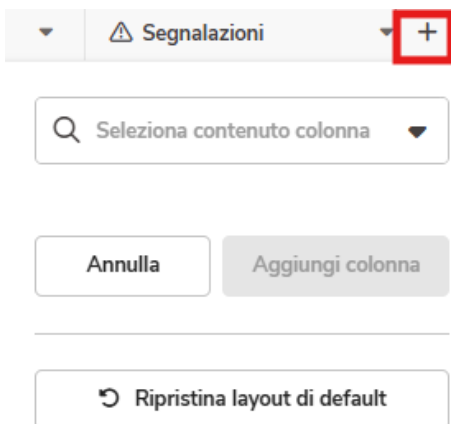 Segnalazioni
Seleziona contenuto colonna
Annulla Aggiungi colonna
Ripristina layout di default